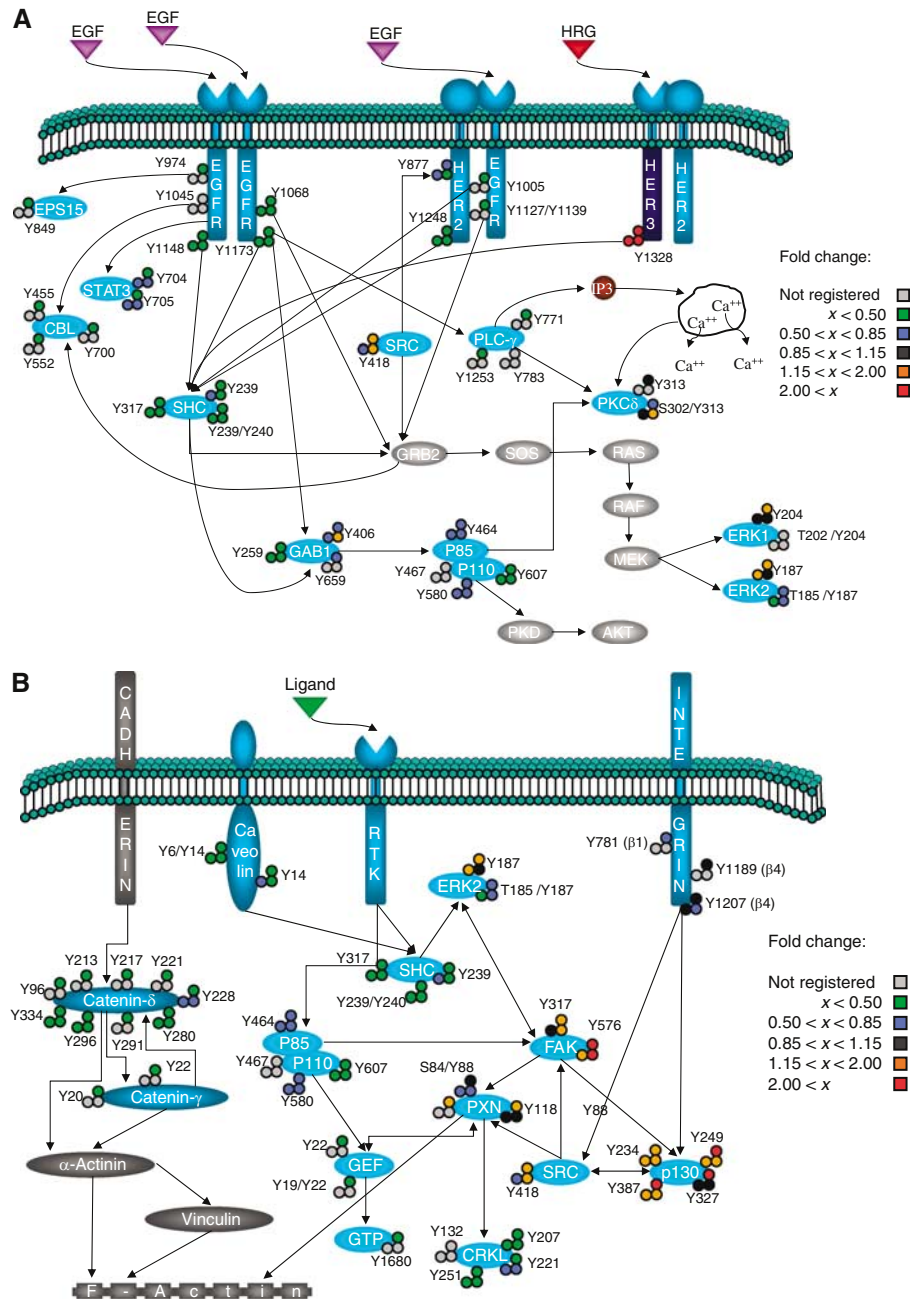 A
EGF
EGF
EGF
HRG
EGFR
EGFR
HER2
EGFR
HER3
HER2
Y974
Y1045
Y1148
Y1068
Y1173
Y877
Y1248
Y1005
Y1127/Y1139
Y1328
EPS15
Y849
STAT3
Y704
Y705
Y455
CBL
Y552
Y700
IP3
Ca++
Ca++
Ca++
Ca++
SRC
Y418
PLC-γ
Y771
Y1253
Y783
Y239
Y317
SHC
Y239/Y240
Y313
PKCδ
S302/Y313
GRB2
SOS
RAS
RAF
MEK
Y204
ERK1
T202 /Y204
Y187
ERK2
T185 /Y187
Y406
Y259
GAB1
Y659
Y464
P85
Y467
P110
Y607
Y580
PKD
AKT
Fold change:
Not registered
x < 0.50
0.50 < x < 0.85
0.85 < x < 1.15
1.15 < x < 2.00
2.00 < x
B
CADH
ERIN
Caveolin
Ligand
RTK
INTE
GRIN
Y6/Y14
Y14
Y187
ERK2
T185 /Y187
Y781 (β1)
Y1189 (β4)
Y1207 (β4)
Y317
SHC
Y239
Y239/Y240
Y213
Y217
Y221
Y96
Catenin-δ
Y228
Y334
Y296
Y291
Y280
Y22
Y20
Catenin-γ
Y464
P85
Y467
P110
Y607
Y580
Y317
Y576
FAK
S84/Y88
PXN
Y118
Y88
Y249
Y234
p130
Y387
Y327
SRC
Y418
Y22
GEF
Y19/Y22
GTP
Y1680
Y132
Y207
CRKL
Y221
Y251
α-Actinin
Vinculin
F - A c t i n
Fold change:
Not registered
x < 0.50
0.50 < x < 0.85
0.85 < x < 1.15
1.15 < x < 2.00
2.00 < x